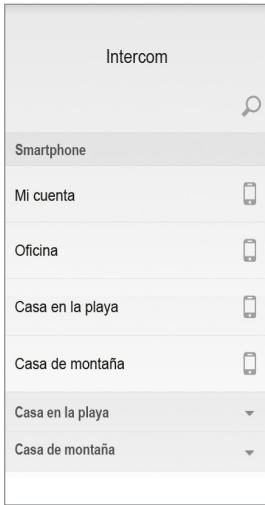 Intercom
Smartphone
Mi cuenta
Oficina
Casa en la playa
Casa de montaña
Casa en la playa
Casa de montaña